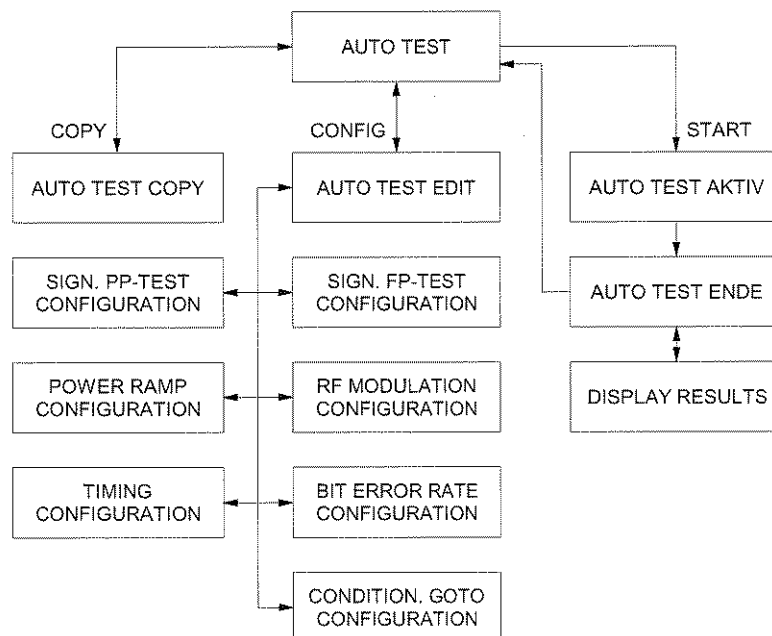 AUTO TEST
COPY
CONFIG
START
AUTO TEST COPY
AUTO TEST EDIT
AUTO TEST AKTIV
SIGN. PP-TEST
CONFIGURATION
SIGN. FP-TEST
CONFIGURATION
AUTO TEST ENDE
POWER RAMP
CONFIGURATION
RF MODULATION
CONFIGURATION
DISPLAY RESULTS
TIMING
CONFIGURATION
BIT ERROR RATE
CONFIGURATION
CONDITION. GOTO
CONFIGURATION